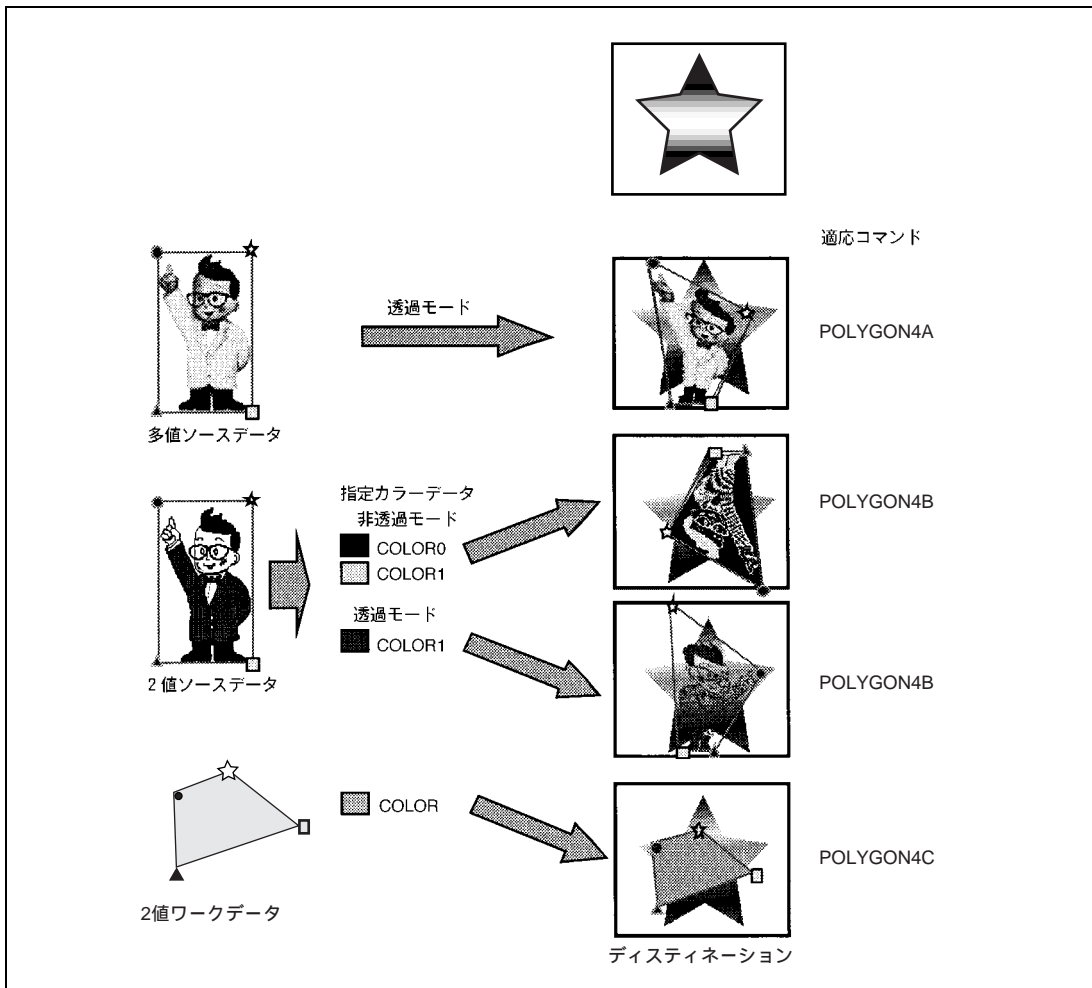 適応コマンド
透過モード
POLYGON4A
多値ソースデータ
指定カラーデータ
非透過モード
COLOR0
COLOR1
POLYGON4B
透過モード
COLOR1
POLYGON4B
2値ソースデータ
COLOR
POLYGON4C
2値ワークデータ
ディスティネーション